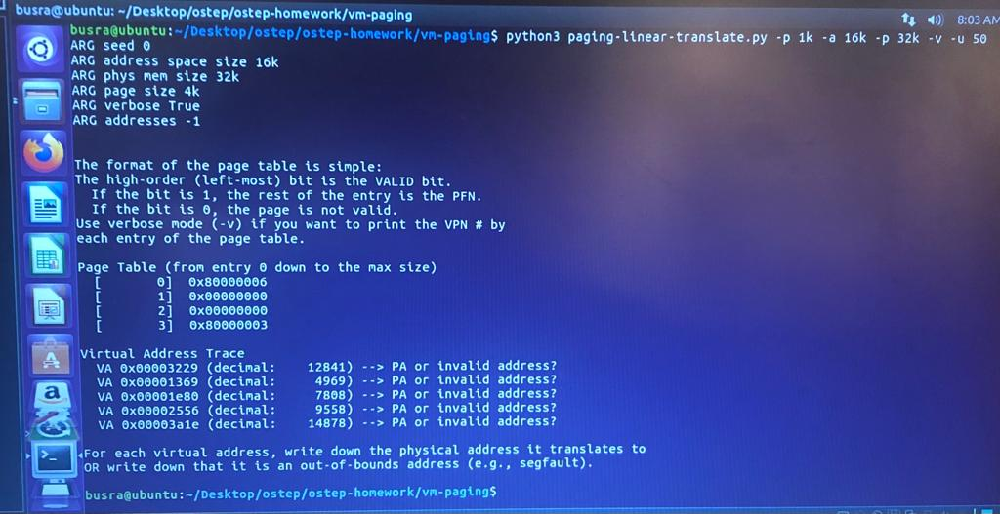 busra@ubuntu: ~/Desktop/ostep/ostep-homework/vm-paging
8:03 AM
busra@ubuntu:~/Desktop/ostep/ostep-homework/vm-paging$ python3 paging-linear-translate.py -p 1k -a 16k -p 32k -v -u 50
ARG seed 0
ARG address space size 16k
ARG phys mem size 32k
ARG page size 4k
ARG verbose True
ARG addresses -1
The format of the page table is simple:
The high-order (left-most) bit is the VALID bit.
If the bit is 1, the rest of the entry is the PFN.
If the bit is 0, the page is not valid.
Use verbose mode (-v) if you want to print the VPN # by
each entry of the page table.
Page Table (from entry 0 down to the max size)
[ 0] 0x80000006
[ 1] 0x00000000
[ 2] 0x00000000
[ 3] 0x80000003
Virtual Address Trace
VA 0x00003229 (decimal: 12841) --> PA or invalid address?
VA 0x00001369 (decimal: 4969) --> PA or invalid address?
VA 0x00001e80 (decimal: 7808) --> PA or invalid address?
VA 0x00002556 (decimal: 9558) --> PA or invalid address?
VA 0x00003a1e (decimal: 14878) --> PA or invalid address?
For each virtual address, write down the physical address it translates to
OR write down that it is an out-of-bounds address (e.g., segfault).
busra@ubuntu:~/Desktop/ostep/ostep-homework/vm-paging$